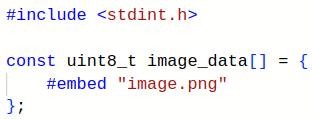 #include <stdint.h>
const uint8_t image_data[] = {
#embed "image.png"
};